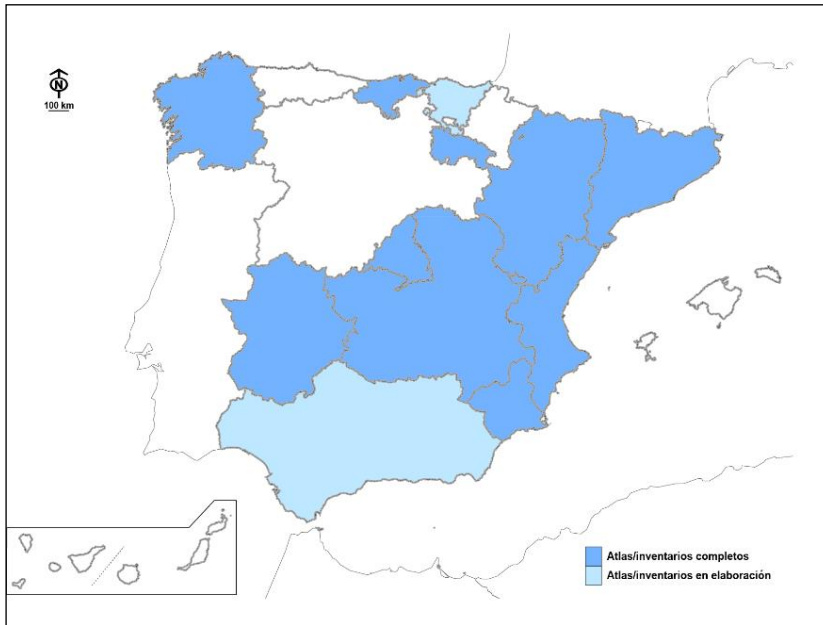 N
100 km
Atlas/inventarios completos
Atlas/inventarios en elaboración